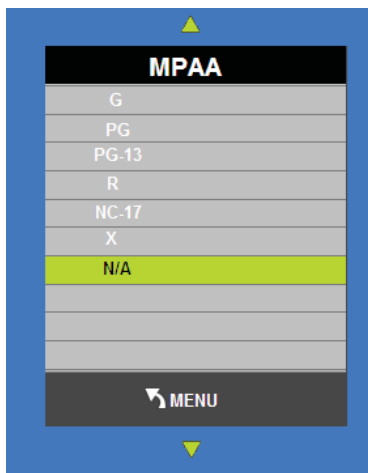 MPAA
G
PG
PG-13
R
NC-17
X
N/A
MENU